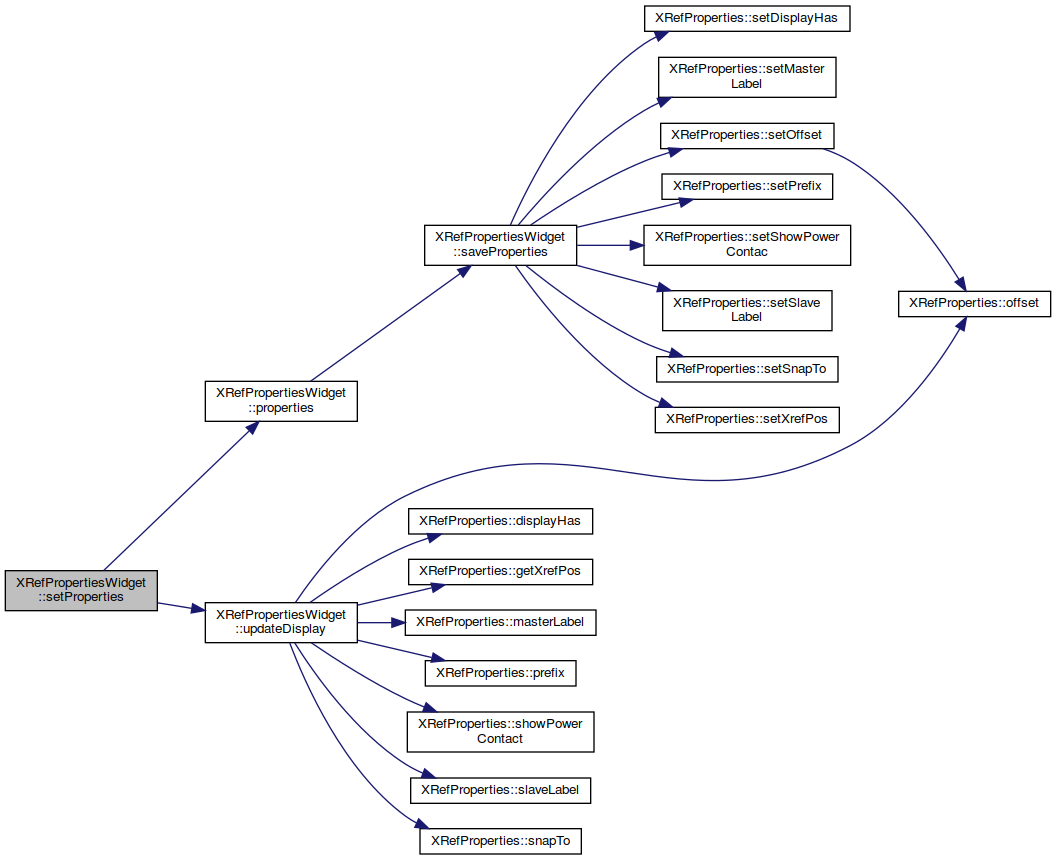 XRefPropertiesWidget
::setProperties
XRefPropertiesWidget
::properties
XRefPropertiesWidget
::saveProperties
XRefProperties::setDisplayHas
XRefProperties::setMaster
Label
XRefProperties::setOffset
XRefProperties::setPrefix
XRefProperties::setShowPower
Contac
XRefProperties::setSlave
Label
XRefProperties::setSnapTo
XRefProperties::setXrefPos
XRefProperties::offset
XRefPropertiesWidget
::updateDisplay
XRefProperties::displayHas
XRefProperties::getXrefPos
XRefProperties::masterLabel
XRefProperties::prefix
XRefProperties::showPower
Contact
XRefProperties::slaveLabel
XRefProperties::snapTo